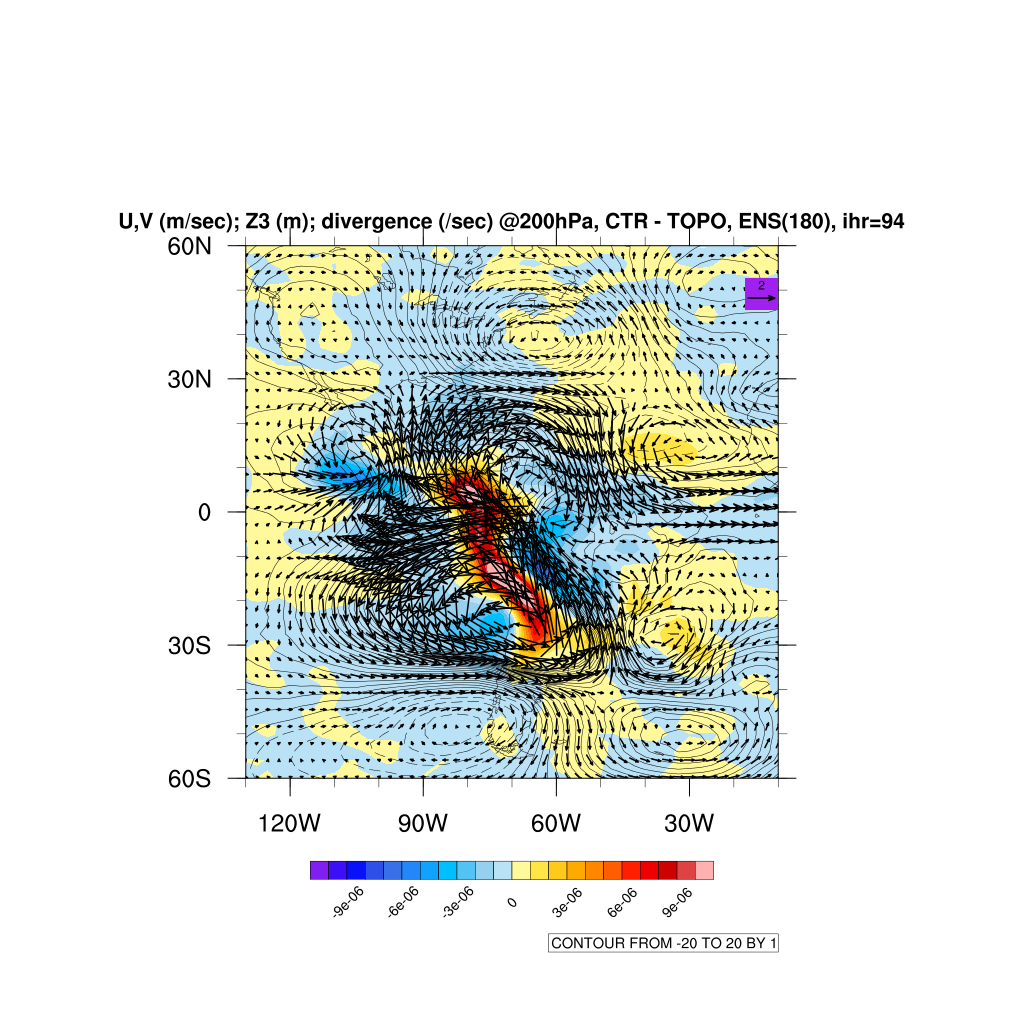 U,V (m/sec); Z3 (m); divergence (/sec) @200hPa, CTR - TOPO, ENS(180), ihr=94
60N
2
30N
0
30S
60S
120W 90W 60W 30W
-9e-06 -6e-06 -3e-06 0 3e-06 6e-06 9e-06
CONTOUR FROM -20 TO 20 BY 1